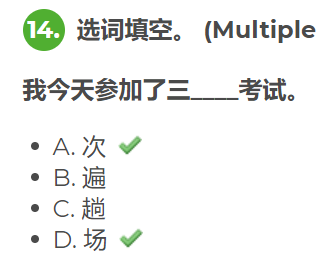 14. 选词填空。 (Multiple
我今天参加了三____考试。
A. 次
B. 遍
C. 趟
D. 场